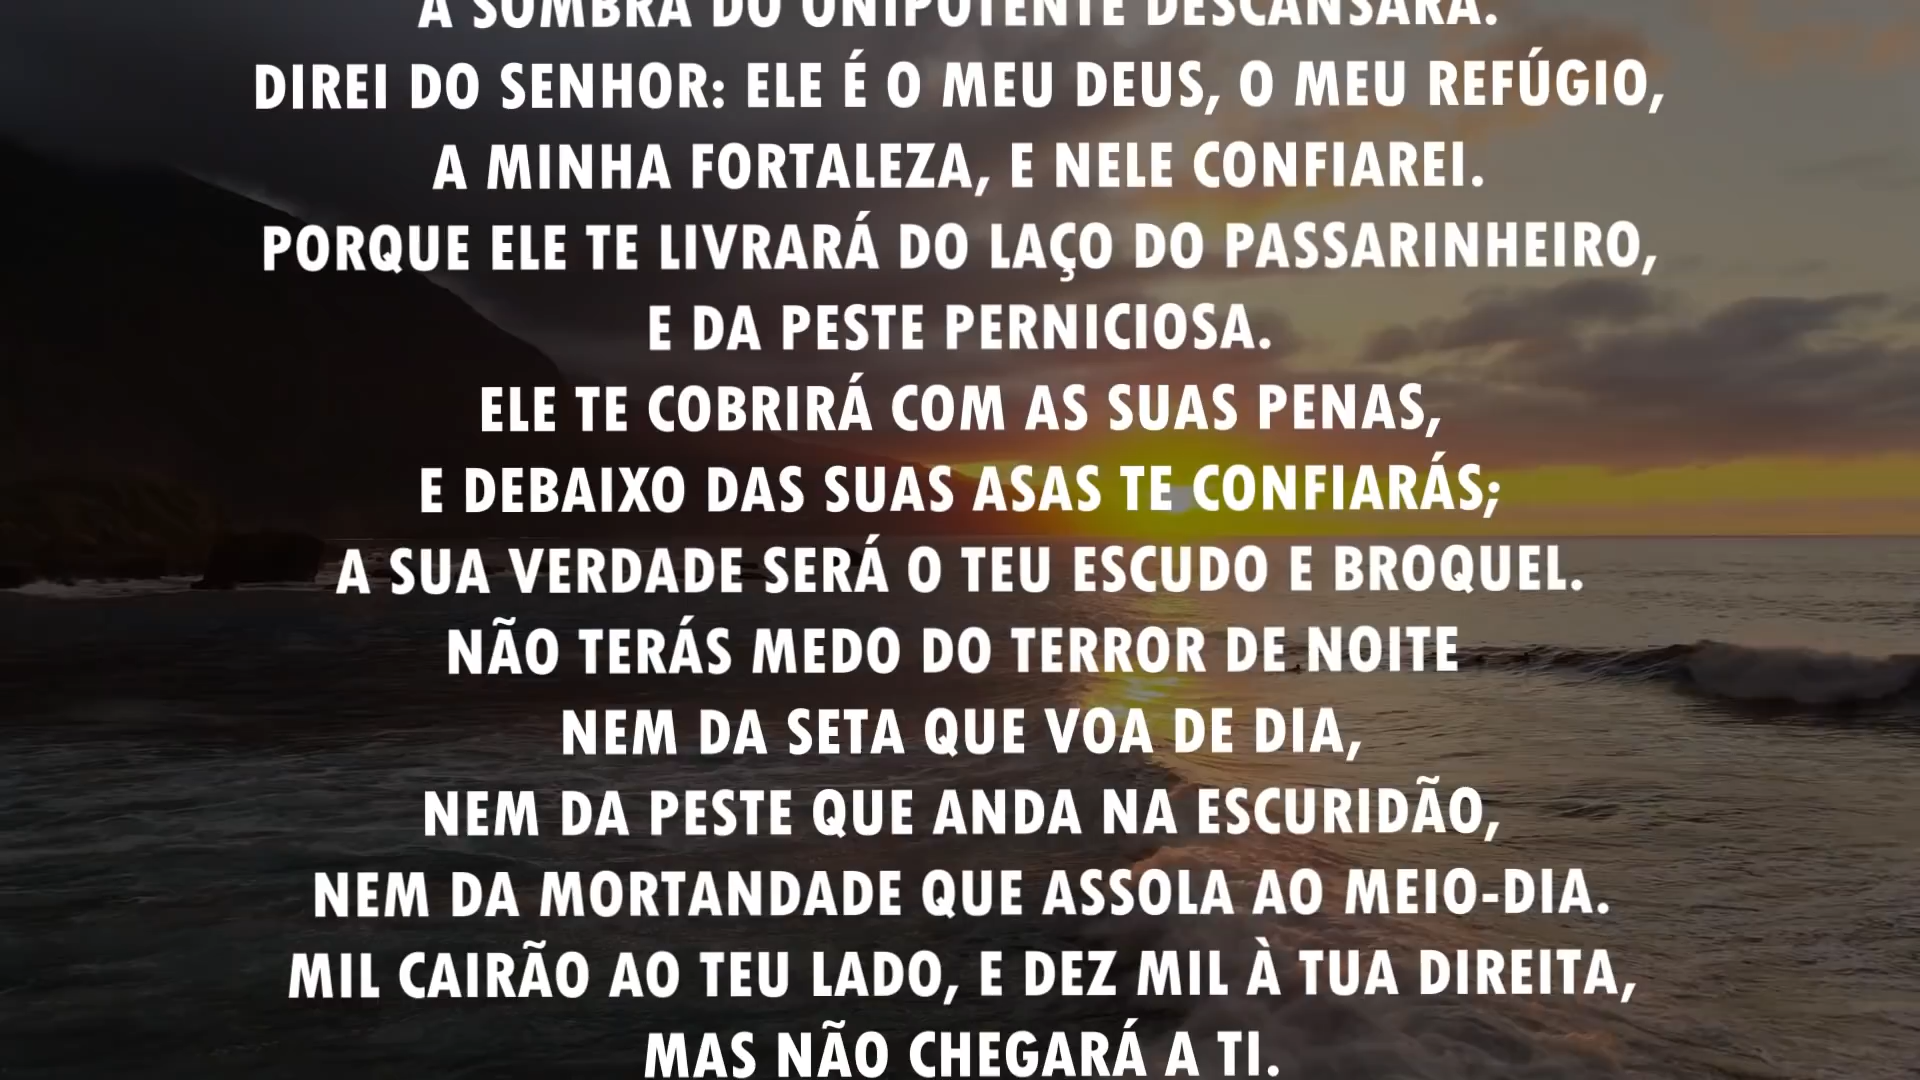 A SOMBRA DO ONIPOTENTE DESCANSARÁ.
DIREI DO SENHOR: ELE É O MEU DEUS, O MEU REFÚGIO,
A MINHA FORTALEZA, E NELE CONFIAREI.
PORQUE ELE TE LIVRARÁ DO LAÇO DO PASSARINHEIRO,
E DA PESTE PERNICIOSA.
ELE TE COBRIRÁ COM AS SUAS PENAS,
E DEBAIXO DAS SUAS ASAS TE CONFIARÁS;
A SUA VERDADE SERÁ O TEU ESCUDO E BROQUEL.
NÃO TERÁS MEDO DO TERROR DE NOITE
NEM DA SETA QUE VOA DE DIA,
NEM DA PESTE QUE ANDA NA ESCURIDÃO,
NEM DA MORTANDADE QUE ASSOLA AO MEIO-DIA.
MIL CAIRÃO AO TEU LADO, E DEZ MIL À TUA DIREITA,
MAS NÃO CHEGARÁ A TI.